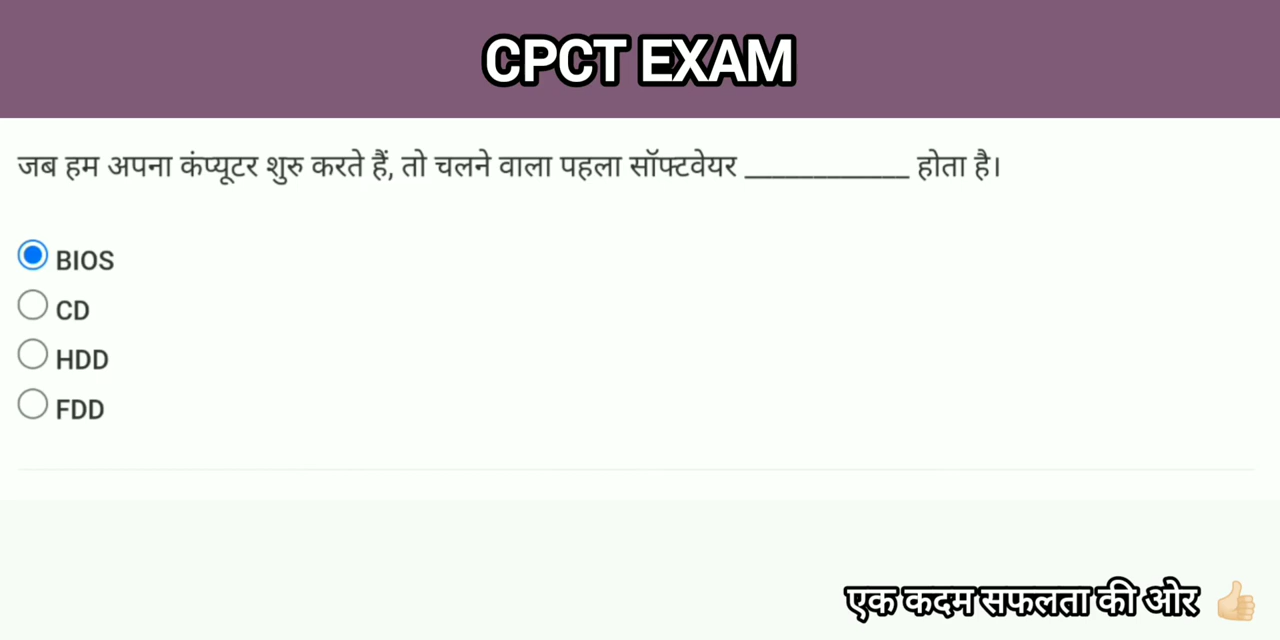 CPCT EXAM
जब हम अपना कंप्यूटर शुरु करते हैं, तो चलने वाला पहला सॉफ्टवेयर ____________ होता है।
BIOS
CD
HDD
FDD
एक कदम सफलता की ओर 👍🏻